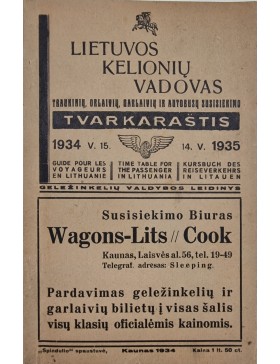 LIETUVOS
KELIONIŲ
VADOVAS
TRAUKINIŲ, ORLAIVIŲ, GARLAIVIŲ IR AUTOBUSŲ SUSISIEKIMO
TVARKARAŠTIS
1934 V. 15. 14. V. 1935
GUIDE POUR LES VOYAGEURS EN LITHUANIE
TIME TABLE FOR THE PASSENGER IN LITHUANIA
KURSBUCH DES REISEVERKEHRS IN LITAUEN
GELEŽINKELIŲ VALDYBOS LEIDINYS
Susisiekimo Biuras
Wagons-Lits // Cook
Kaunas, Laisvės al. 56, tel. 19-49
Telegraf. adresas: Sleeping.
Pardavimas geležinkelių ir
garlaivių bilietų į visas šalis
visų klasių oficialėmis kainomis.
„Spindulio" spaustuvė, Kaunas 1934 Kaina 1 lt. 50 ct.